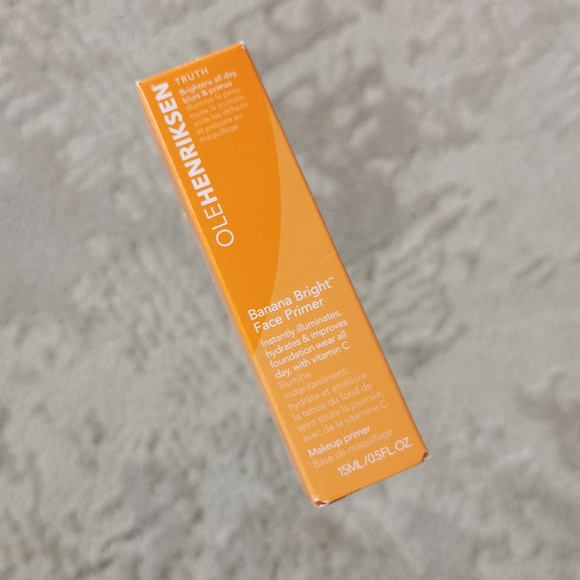 OLEHENRIKSEN
TRUTH
Brightens all day,
blurs & primes
Illumine la peau
toute la journée,
voile les défauts
et prépare au
maquillage
Banana Bright™
Face Primer
Instantly illuminates,
hydrates & improves
foundation wear all
day, with vitamin C
Illumine
instantanément,
hydrate et améliore
la tenue du fond de
teint toute la journée,
avec de la vitamine C
Makeup primer
Base de maquillage
15ML/0.5FL.OZ.